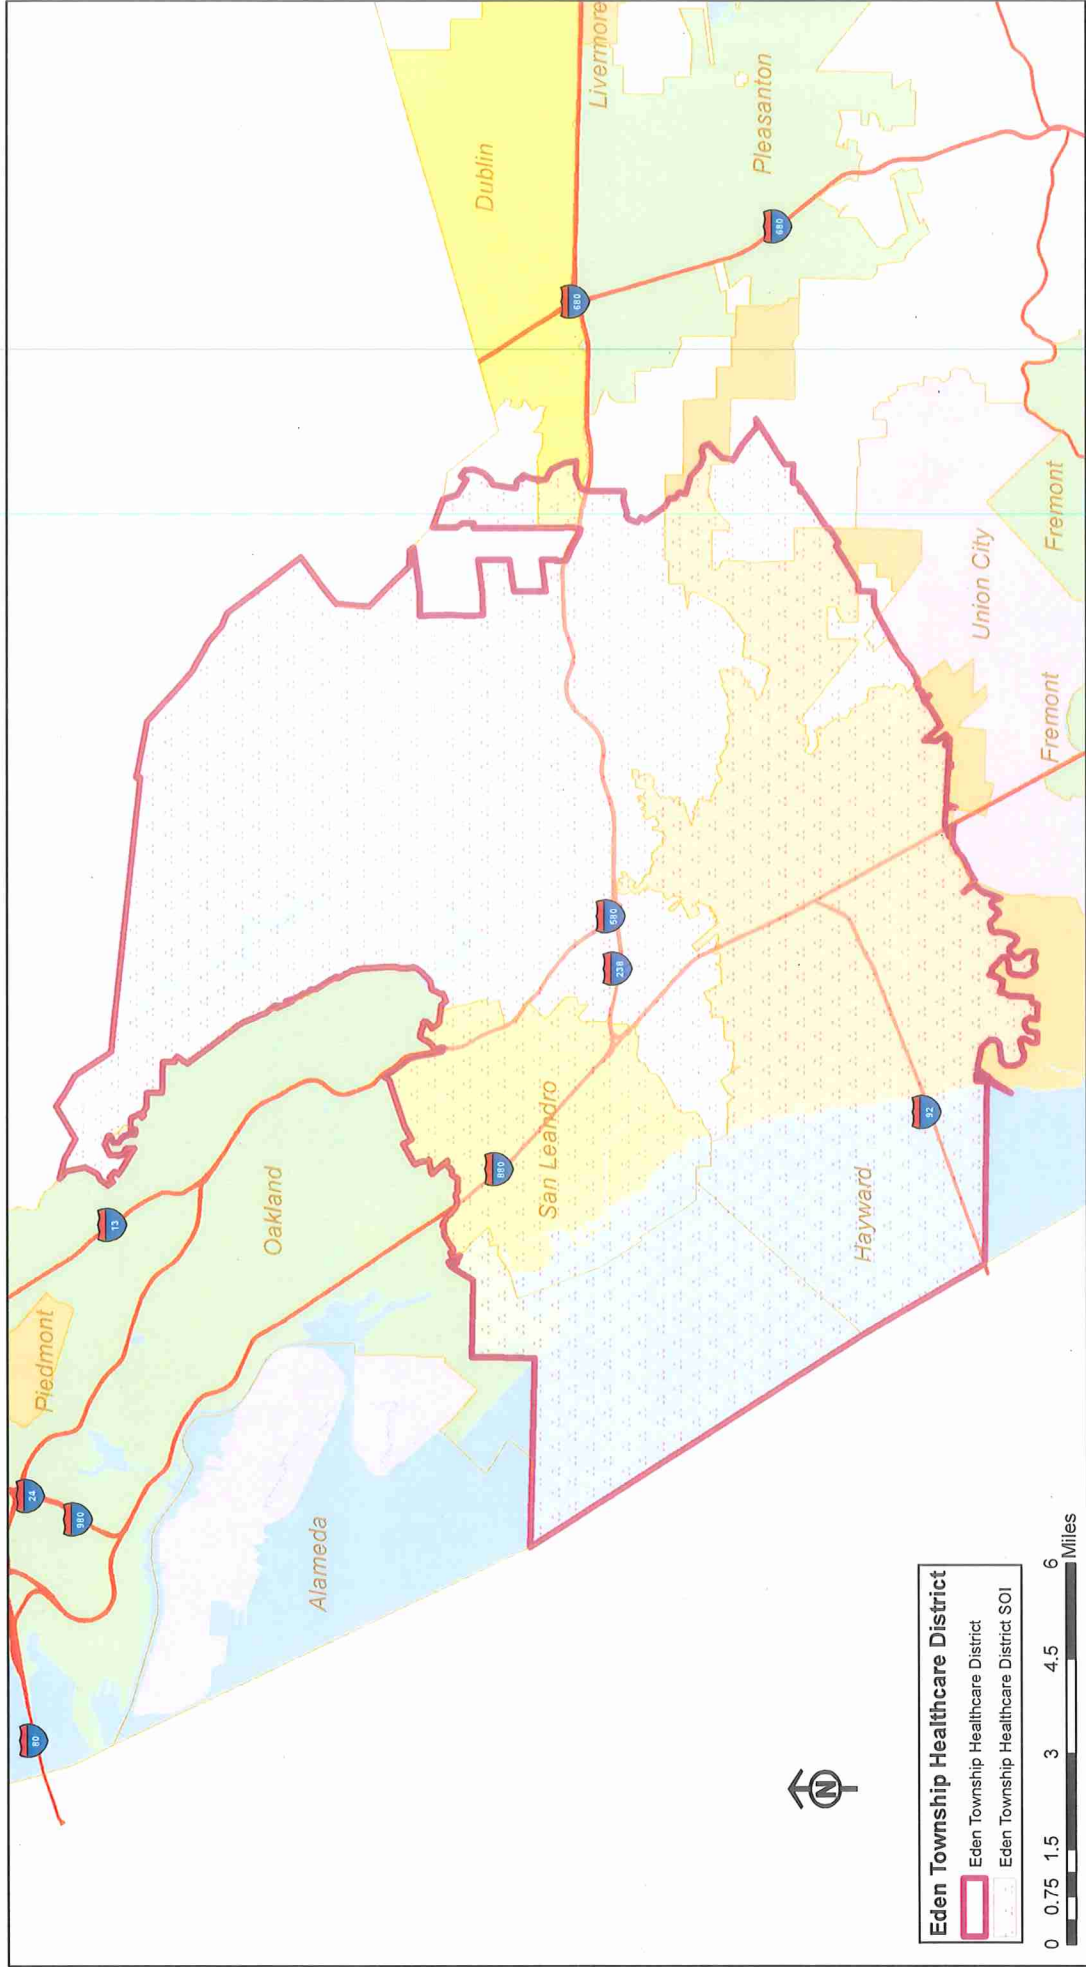 80
24
980
Piedmont
13
Alameda
Oakland
880
San Leandro
238
580
Hayward
92
Dublin
680
Livermore
Pleasanton
680
Union City
Fremont
Fremont
Eden Township Healthcare District
Eden Township Healthcare District
Eden Township Healthcare District SOI
N
0 0.75 1.5 3 4.5 6
Miles